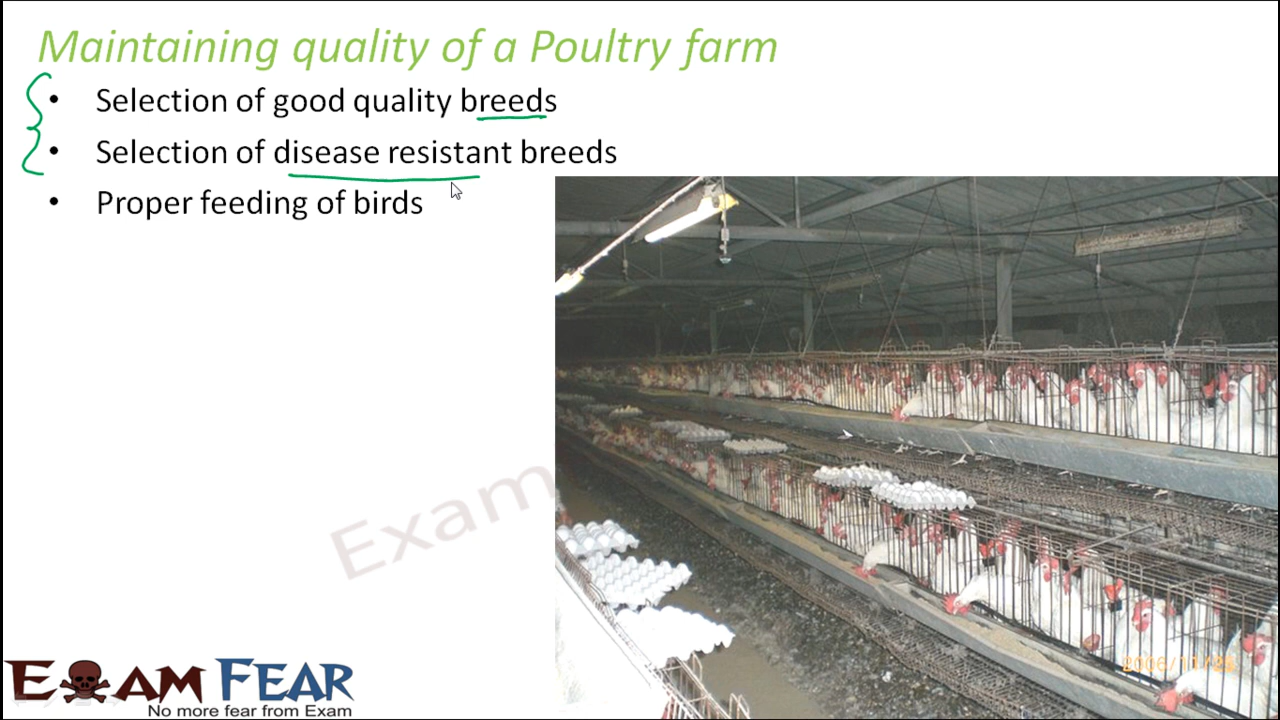 Maintaining quality of a Poultry farm
• Selection of good quality breeds
• Selection of disease resistant breeds
• Proper feeding of birds
Exam
EXAM FEAR
No more fear from Exam